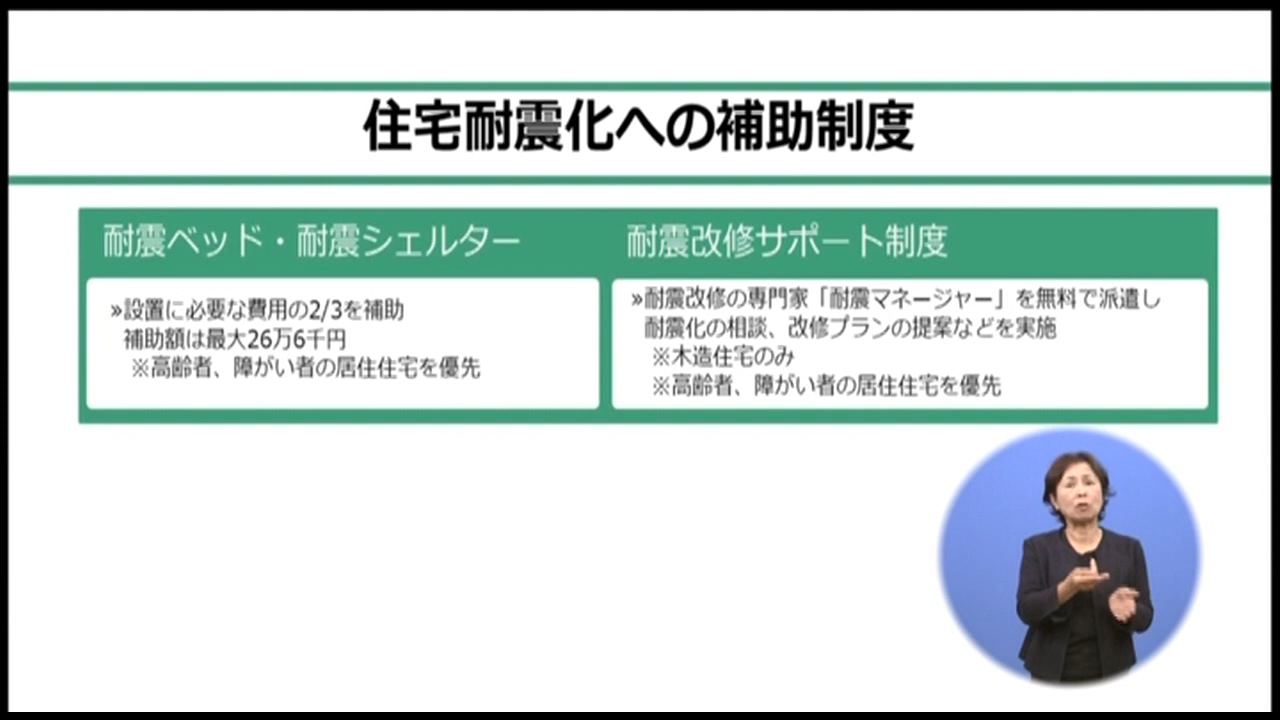 住宅耐震化への補助制度
耐震ベッド・耐震シェルター
»設置に必要な費用の2/3を補助
補助額は最大26万6千円
※高齢者、障がい者の居住住宅を優先
耐震改修サポート制度
»耐震改修の専門家「耐震マネージャー」を無料で派遣し
耐震化の相談、改修プランの提案などを実施
※木造住宅のみ
※高齢者、障がい者の居住住宅を優先